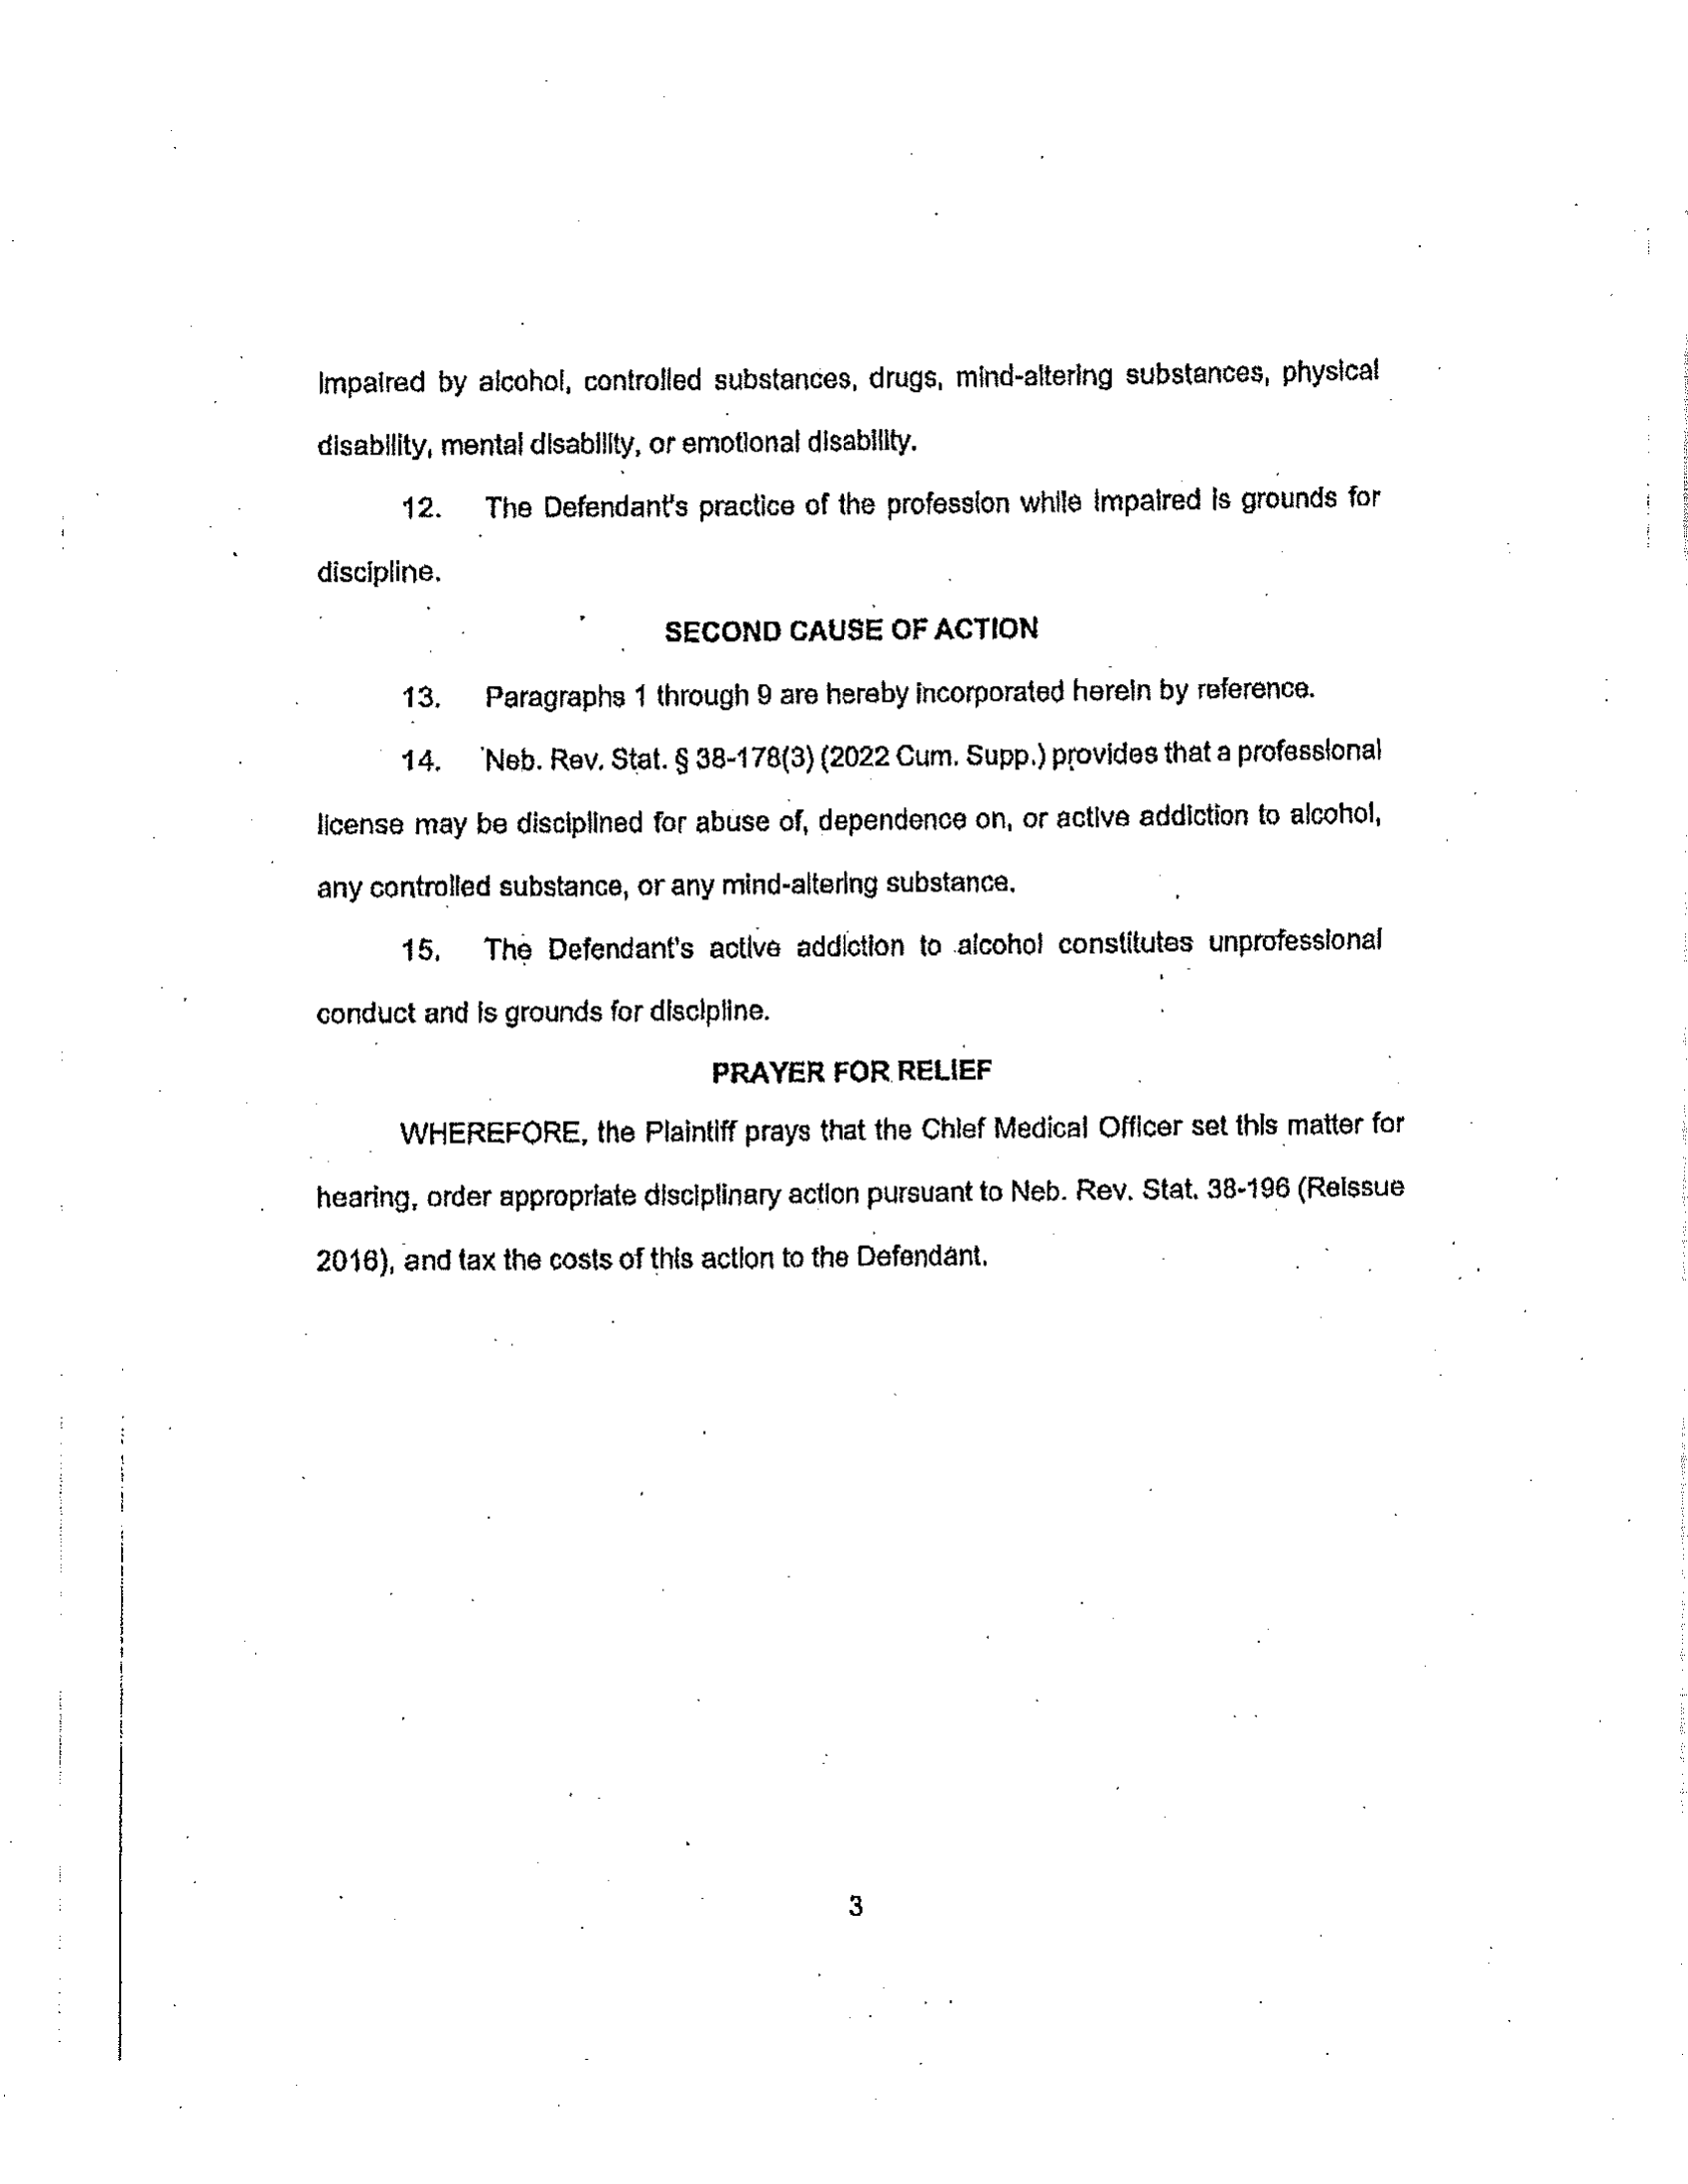 impaired by alcohol, controlled substances, drugs, mind-altering substances, physical
disability, mental disability, or emotional disability.
12. The Defendant's practice of the profession while impaired is grounds for
discipline.
SECOND CAUSE OF ACTION
13. Paragraphs 1 through 9 are hereby incorporated herein by reference.
14. Neb. Rev. Stat. § 38-178(3) (2022 Cum. Supp.) provides that a professional
license may be disciplined for abuse of, dependence on, or active addiction to alcohol,
any controlled substance, or any mind-altering substance.
15. The Defendant's active addiction to alcohol constitutes unprofessional
conduct and is grounds for discipline.
PRAYER FOR RELIEF
WHEREFORE, the Plaintiff prays that the Chief Medical Officer set this matter for
hearing, order appropriate disciplinary action pursuant to Neb. Rev. Stat. 38-196 (Reissue
2016), and tax the costs of this action to the Defendant.
3